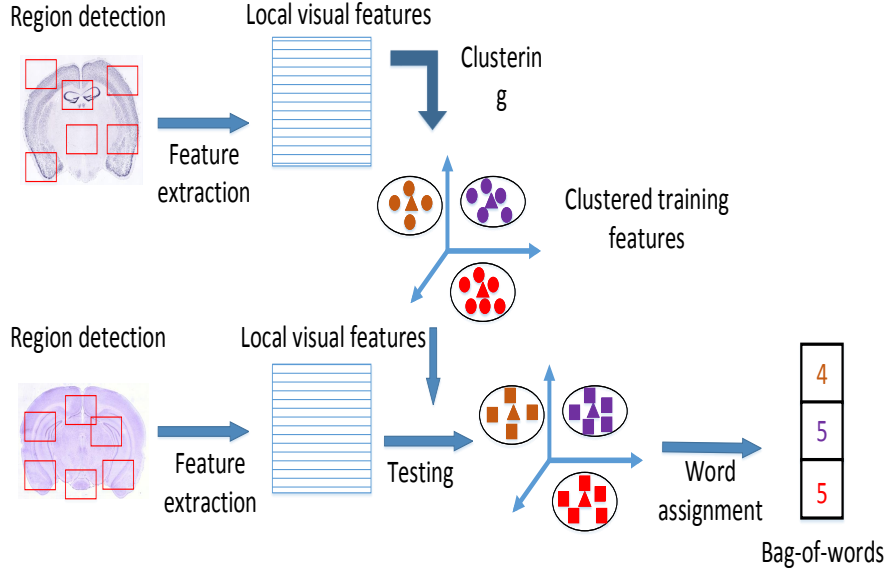 Region detection
Local visual features
Clusterin
g
Feature
extraction
Clustered training
features
Region detection
Local visual features
Feature
extraction
Testing
Word
assignment
4
5
5
Bag-of-words